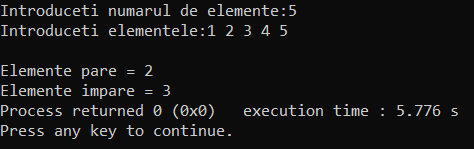 Introduceti numarul de elemente:5
Introduceti elementele:1 2 3 4 5
Elemente pare = 2
Elemente impare = 3
Process returned 0 (0x0)   execution time : 5.776 s
Press any key to continue.